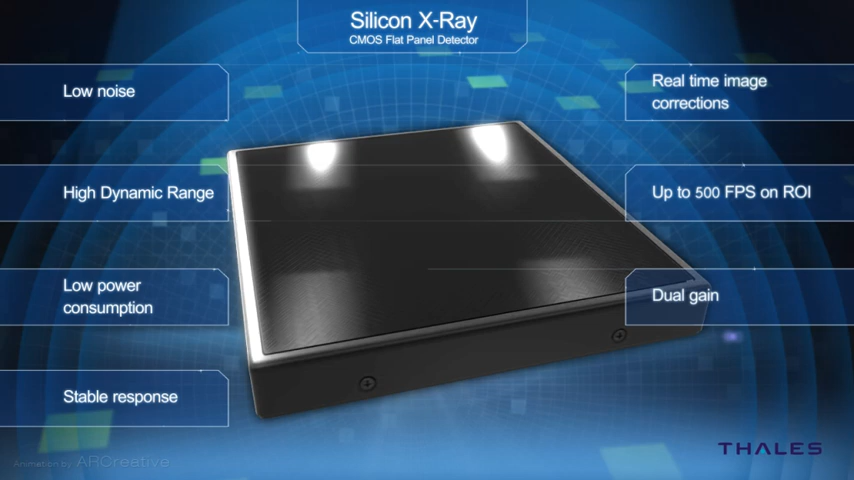 Silicon X-Ray
CMOS Flat Panel Detector
Low noise
High Dynamic Range
Low power
consumption
Stable response
Real time image
corrections
Up to 500 FPS on ROI
Dual gain
THALES
Animation by ARCreative